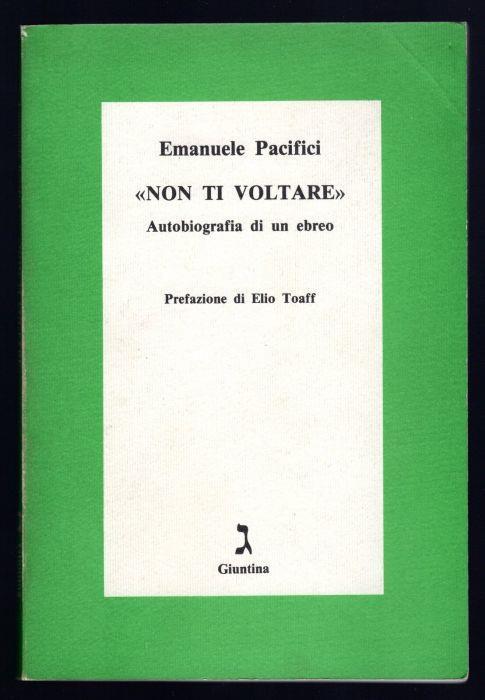 Emanuele Pacifici
«NON TI VOLTARE»
Autobiografia di un ebreo
Prefazione di Elio Toaff
ג
Giuntina